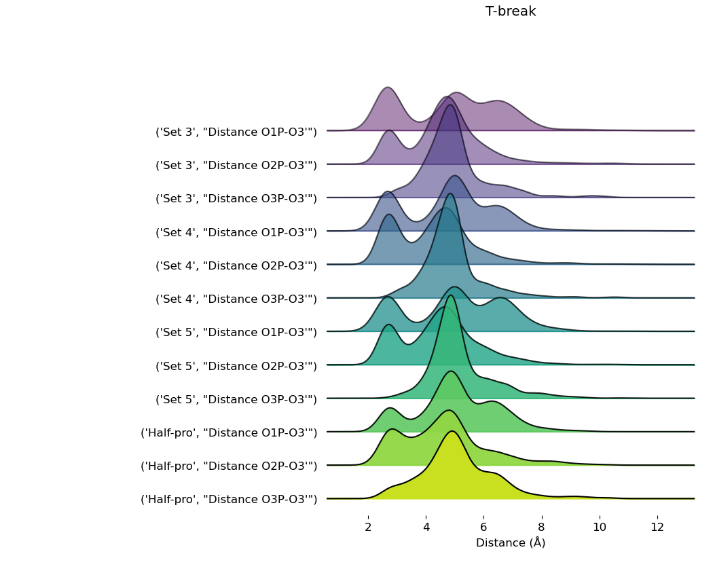 T-break
('Set 3', "Distance O1P-O3'")
('Set 3', "Distance O2P-O3'")
('Set 3', "Distance O3P-O3'")
('Set 4', "Distance O1P-O3'")
('Set 4', "Distance O2P-O3'")
('Set 4', "Distance O3P-O3'")
('Set 5', "Distance O1P-O3'")
('Set 5', "Distance O2P-O3'")
('Set 5', "Distance O3P-O3'")
('Half-pro', "Distance O1P-O3'")
('Half-pro', "Distance O2P-O3'")
('Half-pro', "Distance O3P-O3'")
2 4 6 8 10 12
Distance (Å)